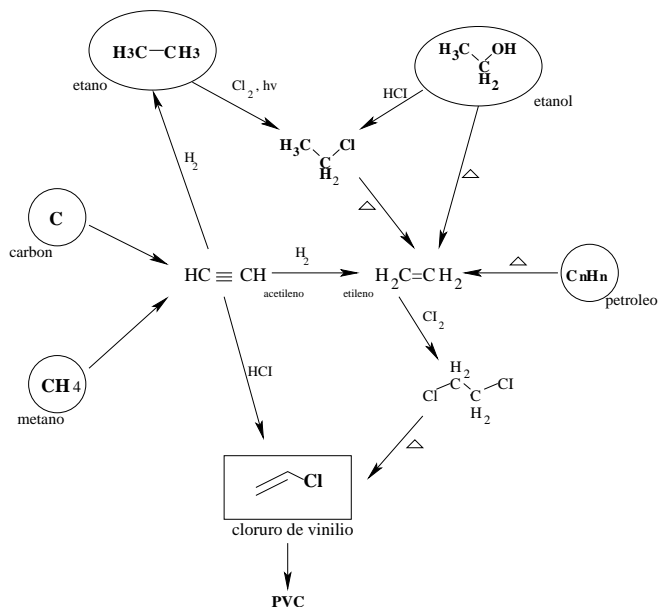 H3C—CH3
etano
Cl2, hv
H3C OH
C
H2
etanol
HCl
H3C Cl
C
H2
H2
C
carbon
HC≡CH
acetileno
H2
H2C=CH2
etileno
CnHn
petroleo
Cl2
CH4
metano
HCl
H2
Cl C C Cl
H2
Cl
cloruro de vinilio
PVC